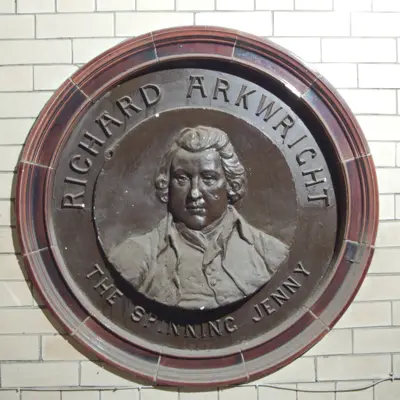 RICHARD ARKWRIGHT
THE SPINNING JENNY